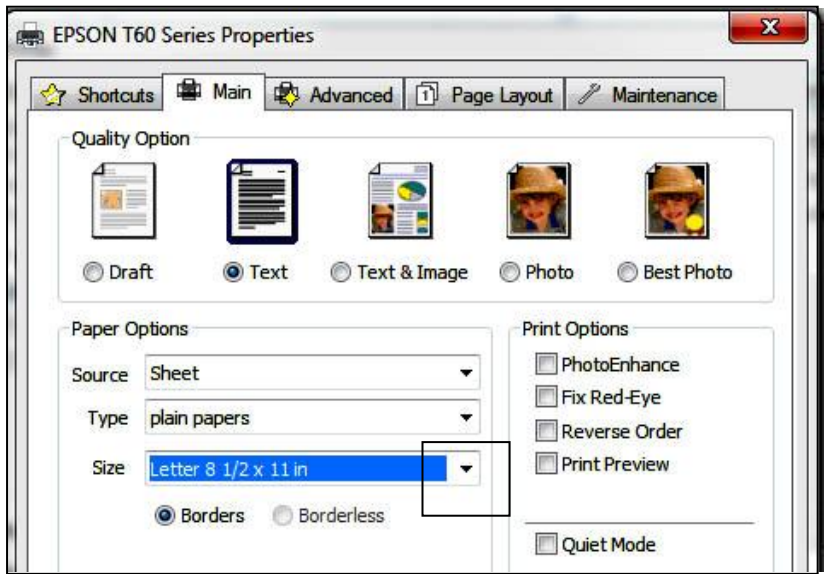 EPSON T60 Series Properties
X
Shortcuts Main Advanced 1 Page Layout Maintenance
Quality Option
Draft Text Text & Image Photo Best Photo
Paper Options
Source Sheet
Type plain papers
Size Letter 8 1/2 x 11 in
Borders Borderless
Print Options
PhotoEnhance
Fix Red-Eye
Reverse Order
Print Preview
Quiet Mode